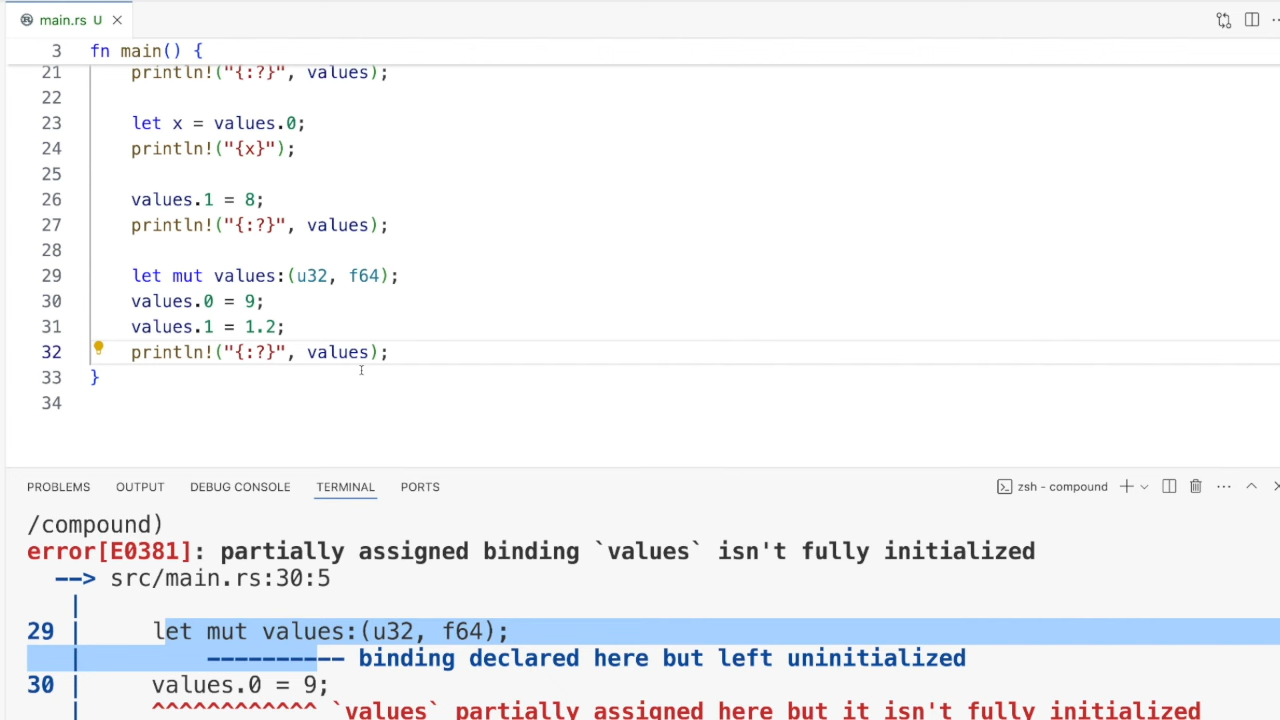 main.rs U
3 fn main() {
21 println!("{:?}", values);
22
23 let x = values.0;
24 println!("{x}");
25
26 values.1 = 8;
27 println!("{:?}", values);
28
29 let mut values:(u32, f64);
30 values.0 = 9;
31 values.1 = 1.2;
32 println!("{:?}", values);
33 }
34
PROBLEMS OUTPUT DEBUG CONSOLE TERMINAL PORTS zsh - compound
/compound)
error[E0381]: partially assigned binding `values` isn't fully initialized
--> src/main.rs:30:5
|
29 | let mut values:(u32, f64);
| ---------- binding declared here but left uninitialized
30 | values.0 = 9;
| ^^^^^^^^^^^^ `values` partially assigned here but it isn't fully initialized